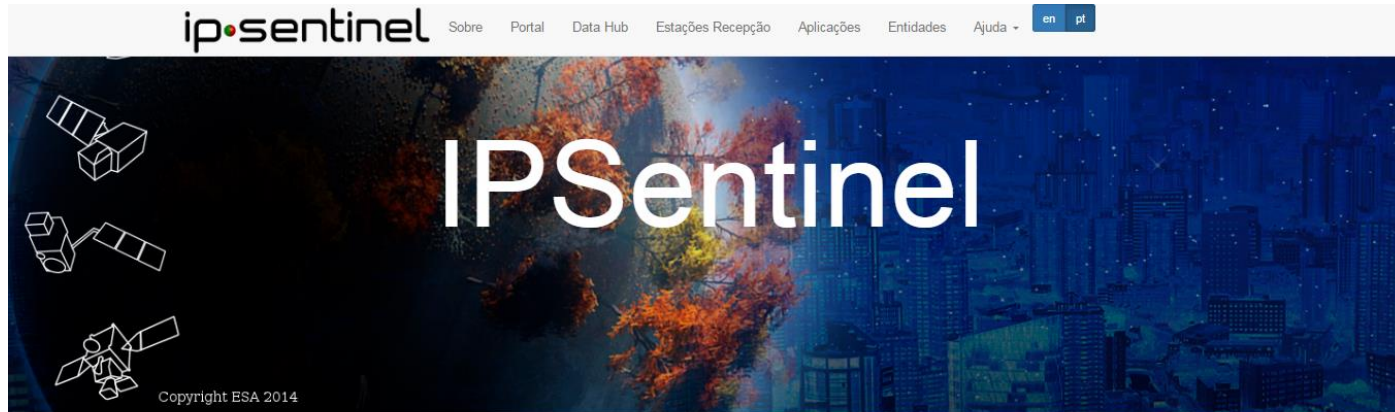 ip sentinel Sobre Portal Data Hub Estações Recepção Aplicações Entidades Ajuda en pt
IPSentinel
Copyright ESA 2014